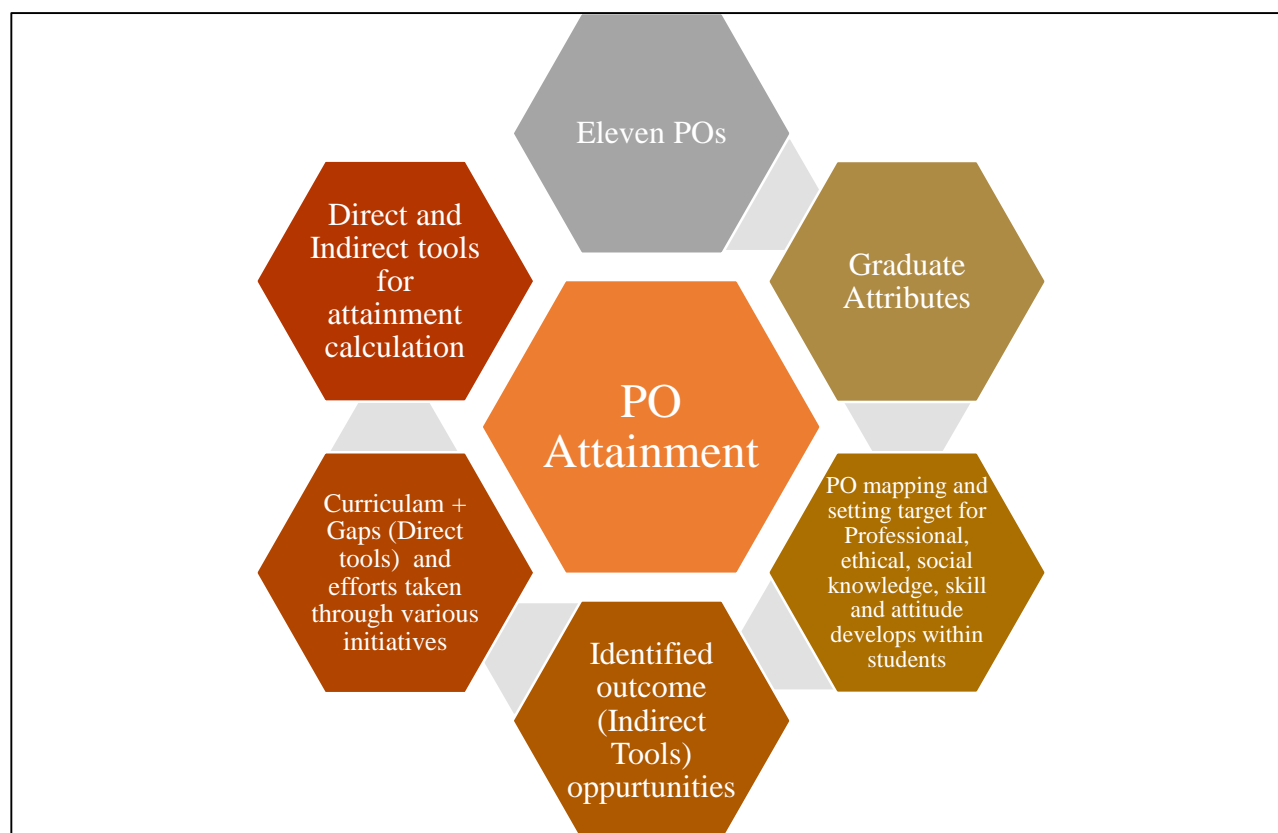 Eleven POs
Graduate
Attributes
PO mapping and
setting target for
Professional,
ethical, social
knowledge, skill
and attitude
develops within
students
Identified
outcome
(Indirect
Tools)
oppurtunities
Curriculam +
Gaps (Direct
tools) and
efforts taken
through various
initiatives
Direct and
Indirect tools
for
attainment
calculation
PO
Attainment